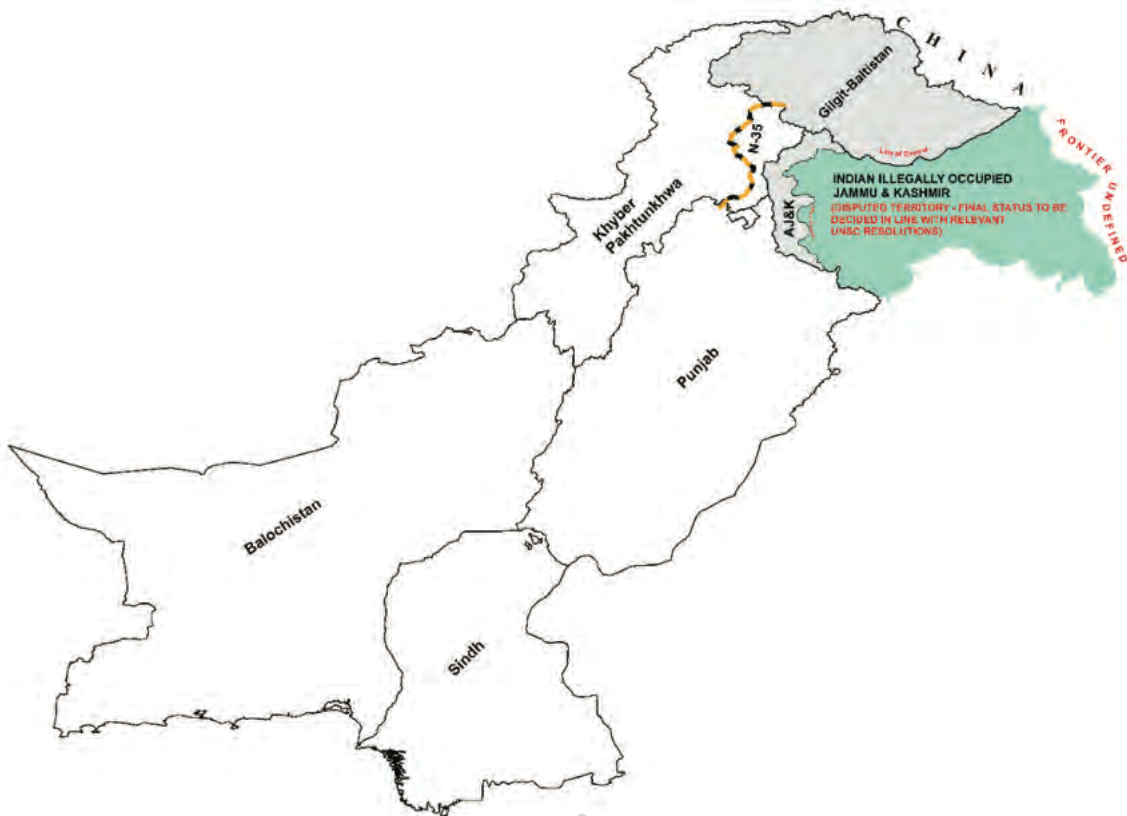 CHINA
Gilgit-Baltistan
FRONTIER UNDEFINED
N-35
Line of Control
INDIAN ILLEGALLY OCCUPIED
JAMMU & KASHMIR
(DISPUTED TERRITORY - FINAL STATUS TO BE
DECIDED IN LINE WITH RELEVANT
UNSC RESOLUTIONS)
AJ&K
Khyber
Pakhtunkhwa
Punjab
Balochistan
Sindh